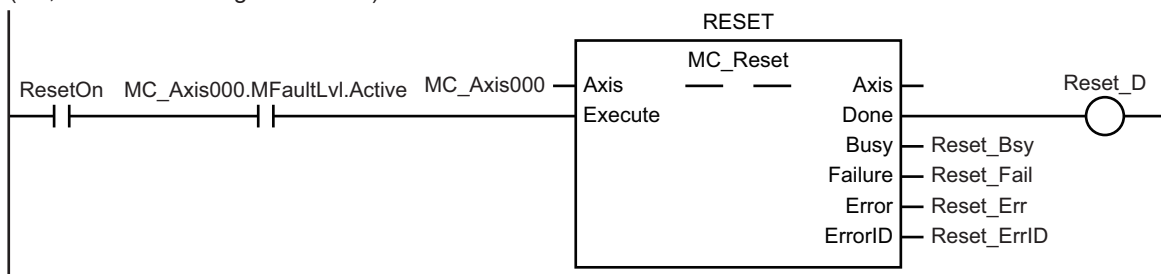 RESET
MC_Reset
ResetOn MC_Axis000.MFaultLvl.Active MC_Axis000 Axis Axis Reset_D
Execute Done
Busy Reset_Bsy
Failure Reset_Fail
Error Reset_Err
ErrorID Reset_ErrID